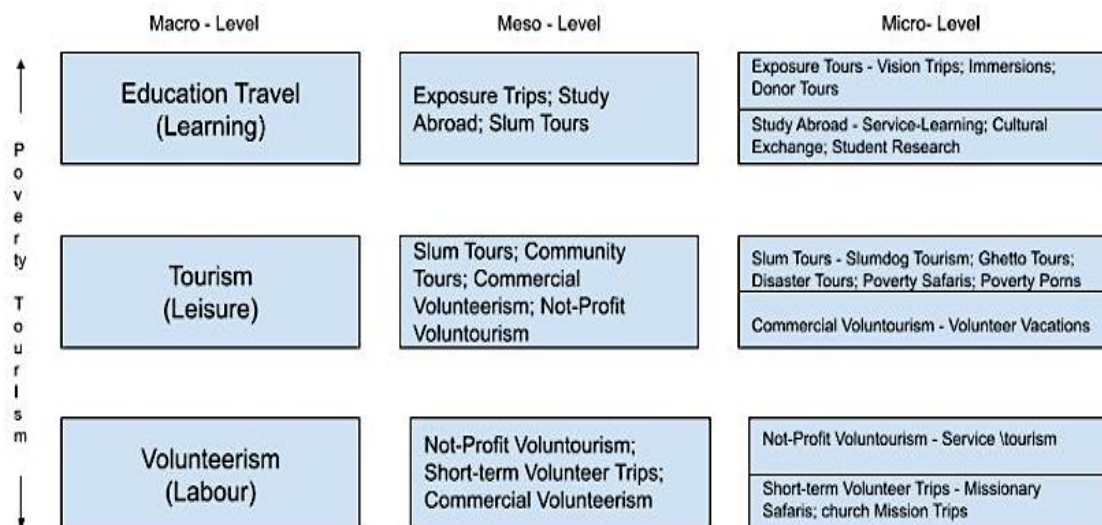 Macro - Level
Meso - Level
Micro- Level
Poverty Tourism
Education Travel
(Learning)
Exposure Trips; Study
Abroad; Slum Tours
Exposure Tours - Vision Trips; Immersions;
Donor Tours
Study Abroad - Service-Learning; Cultural
Exchange; Student Research
Tourism
(Leisure)
Slum Tours; Community
Tours; Commercial
Volunteerism; Not-Profit
Voluntourism
Slum Tours - Slumdog Tourism; Ghetto Tours;
Disaster Tours; Poverty Safaris; Poverty Porns
Commercial Voluntourism - Volunteer Vacations
Volunteerism
(Labour)
Not-Profit Voluntourism;
Short-term Volunteer Trips;
Commercial Volunteerism
Not-Profit Voluntourism - Service \tourism
Short-term Volunteer Trips - Missionary
Safaris; church Mission Trips